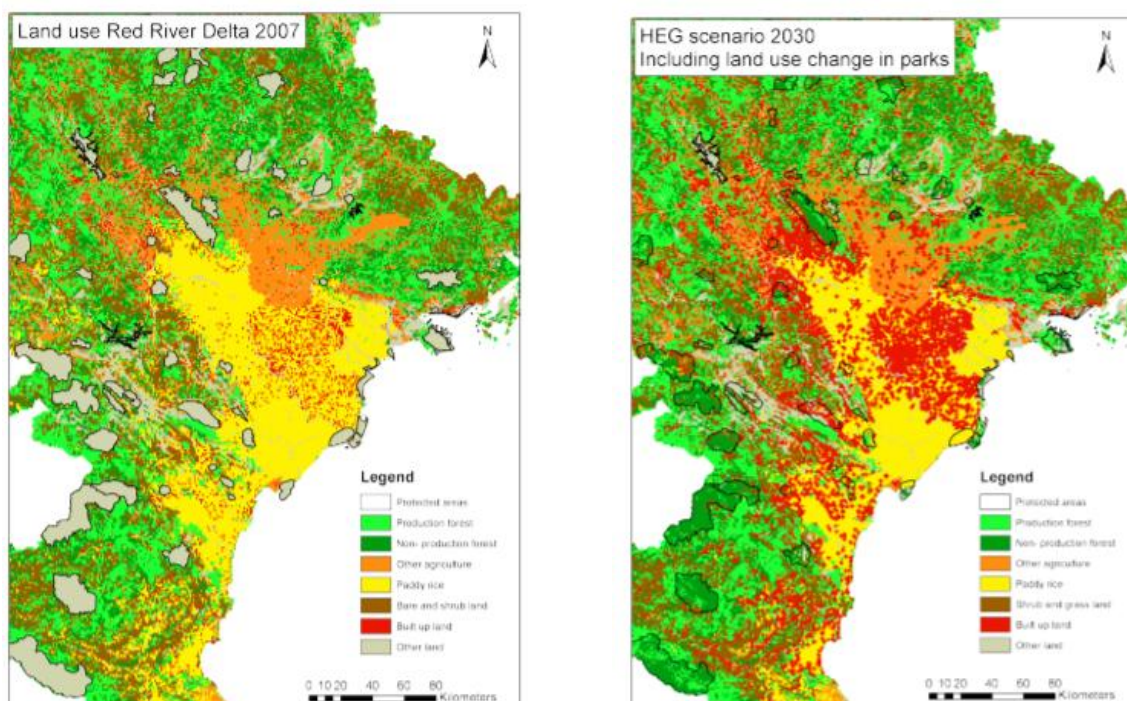 Land use Red River Delta 2007
N
Legend
Protected areas
Production forest
Non- production forest
Other agriculture
Paddy rice
Bare and shrub land
Built up land
Other land
0 10 20 40 60 80
Kilometers
HEG scenario 2030
Including land use change in parks
N
Legend
Protected areas
Production forest
Non- production forest
Other agriculture
Paddy rice
Shrub and grass land
Built up land
Other land
0 10 20 40 60 80
Kilometers